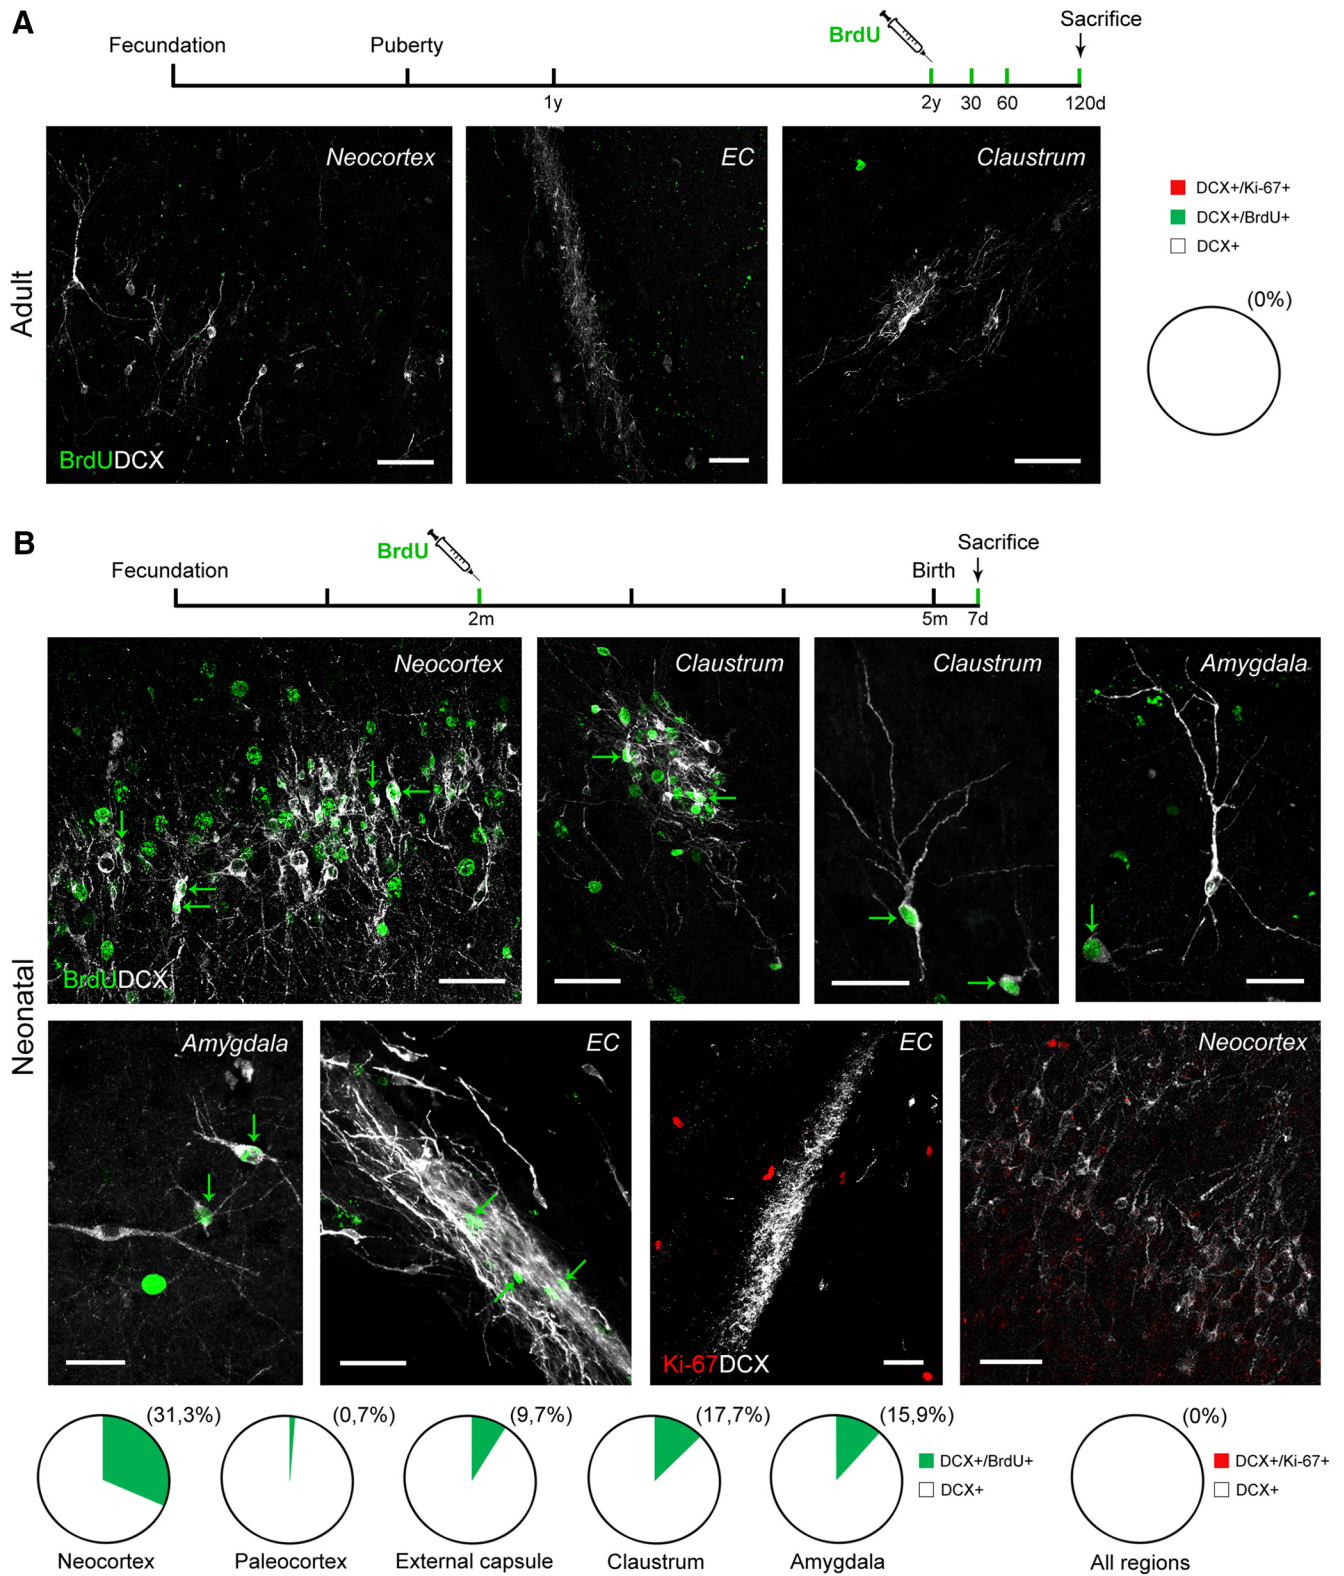 A
Fecundation
Puberty
BrdU
Sacrifice
1y
2y
30
60
120d
Adult
Neocortex
EC
Claustrum
BrdUDCX
DCX+/Ki-67+
DCX+/BrdU+
DCX+
(0%)
B
Fecundation
BrdU
Birth
Sacrifice
2m
5m
7d
Neonatal
Neocortex
Claustrum
Claustrum
Amygdala
BrdUDCX
Amygdala
EC
EC
Neocortex
Ki-67DCX
(31,3%)
(0,7%)
(9,7%)
(17,7%)
(15,9%)
(0%)
DCX+/BrdU+
DCX+
DCX+/Ki-67+
DCX+
Neocortex
Paleocortex
External capsule
Claustrum
Amygdala
All regions